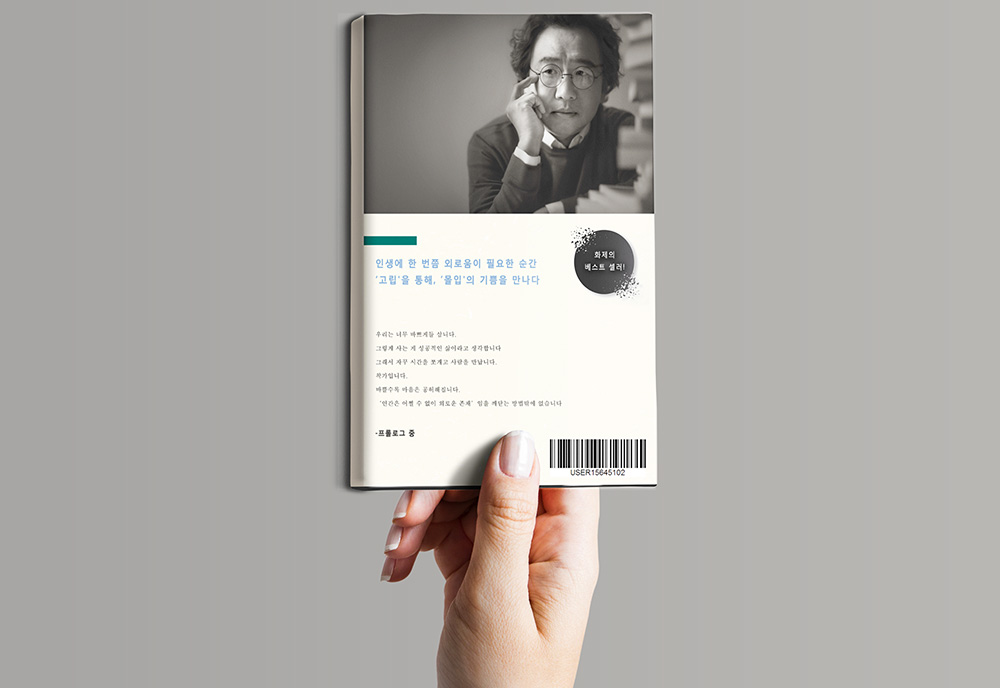 화제의
베스트 셀러!
인생에 한 번쯤 외로움이 필요한 순간
'고립'을 통해, '몰입'의 기쁨을 만나다
우리는 너무 바쁘게들 삽니다.
그렇게 사는 게 성공적인 삶이라고 생각합니다
그래서 자꾸 시간을 쪼개고 사람을 만납니다.
착각입니다.
바쁠수록 마음은 공허해집니다.
'인간은 어쩔 수 없이 외로운 존재' 임을 깨닫는 방법밖에 없습니다
-프롤로그 중
USER15645102